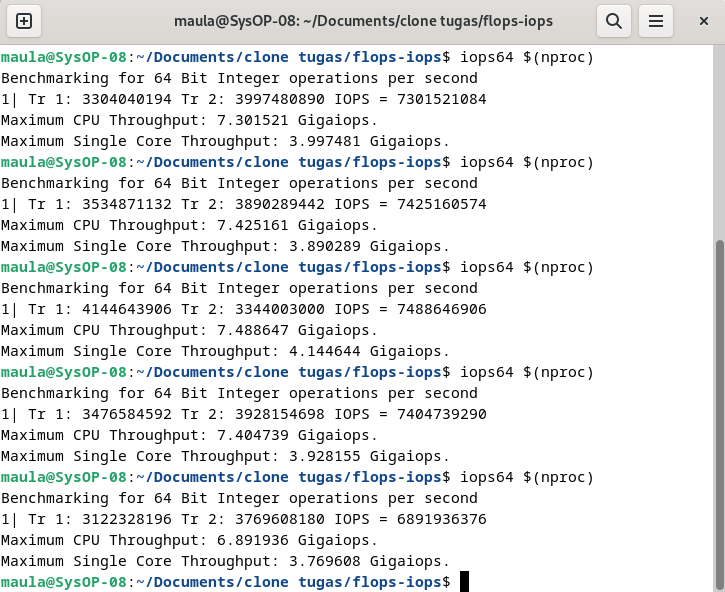 maula@SysOP-08: ~/Documents/clone tugas/flops-iops
maula@SysOP-08:~/Documents/clone tugas/flops-iops$ iops64 $(nproc)
Benchmarking for 64 Bit Integer operations per second
1| Tr 1: 3304040194 Tr 2: 3997480890 IOPS = 7301521084
Maximum CPU Throughput: 7.301521 Gigaiops.
Maximum Single Core Throughput: 3.997481 Gigaiops.
maula@SysOP-08:~/Documents/clone tugas/flops-iops$ iops64 $(nproc)
Benchmarking for 64 Bit Integer operations per second
1| Tr 1: 3534871132 Tr 2: 3890289442 IOPS = 7425160574
Maximum CPU Throughput: 7.425161 Gigaiops.
Maximum Single Core Throughput: 3.890289 Gigaiops.
maula@SysOP-08:~/Documents/clone tugas/flops-iops$ iops64 $(nproc)
Benchmarking for 64 Bit Integer operations per second
1| Tr 1: 4144643906 Tr 2: 3344003000 IOPS = 7488646906
Maximum CPU Throughput: 7.488647 Gigaiops.
Maximum Single Core Throughput: 4.144644 Gigaiops.
maula@SysOP-08:~/Documents/clone tugas/flops-iops$ iops64 $(nproc)
Benchmarking for 64 Bit Integer operations per second
1| Tr 1: 3476584592 Tr 2: 3928154698 IOPS = 7404739290
Maximum CPU Throughput: 7.404739 Gigaiops.
Maximum Single Core Throughput: 3.928155 Gigaiops.
maula@SysOP-08:~/Documents/clone tugas/flops-iops$ iops64 $(nproc)
Benchmarking for 64 Bit Integer operations per second
1| Tr 1: 3122328196 Tr 2: 3769608180 IOPS = 6891936376
Maximum CPU Throughput: 6.891936 Gigaiops.
Maximum Single Core Throughput: 3.769608 Gigaiops.
maula@SysOP-08:~/Documents/clone tugas/flops-iops$